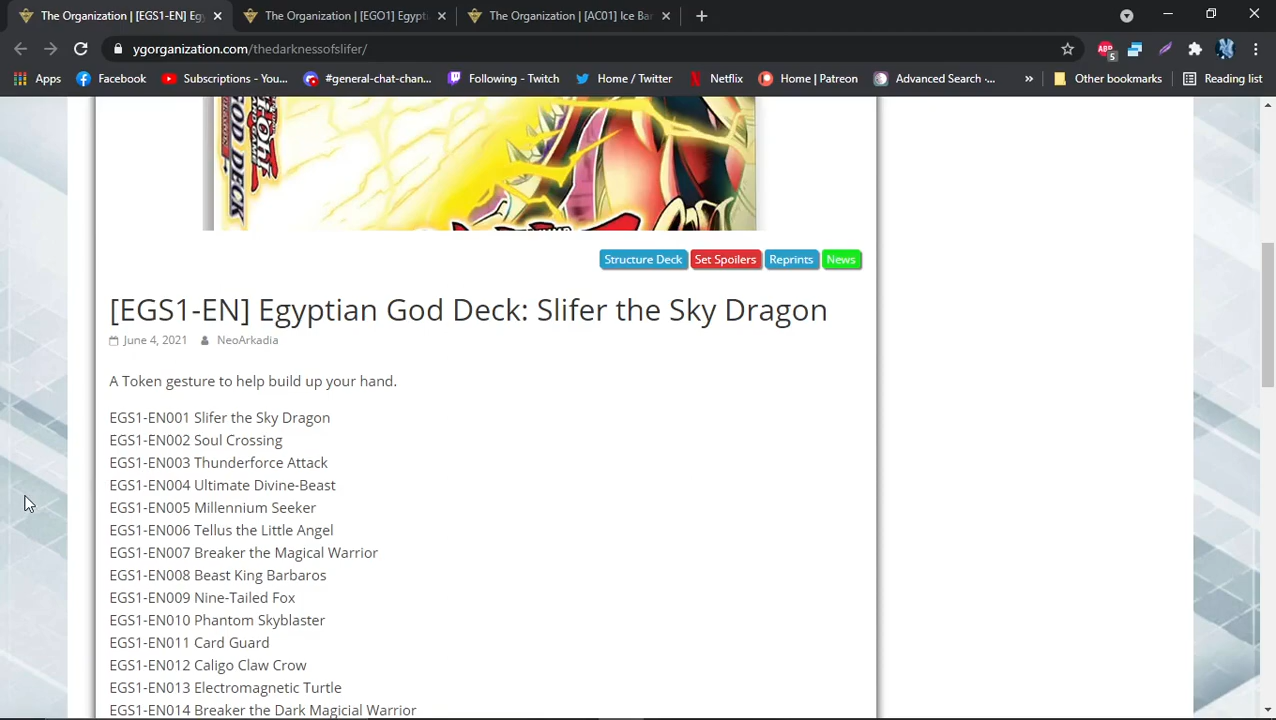 The Organization | [EGS1-EN] Egy
The Organization | [EGO1] Egypti
The Organization | [AC01] Ice Bar
ygorganization.com/thedarknessofslifer/
ABP
5
Apps
Facebook
Subscriptions - You...
#general-chat-chan...
Following - Twitch
Home / Twitter
Netflix
Home | Patreon
Advanced Search -...
»
Other bookmarks
Reading list
GOD DECK
Structure Deck
Set Spoilers
Reprints
News
[EGS1-EN] Egyptian God Deck: Slifer the Sky Dragon
June 4, 2021
NeoArkadia
A Token gesture to help build up your hand.
EGS1-EN001 Slifer the Sky Dragon
EGS1-EN002 Soul Crossing
EGS1-EN003 Thunderforce Attack
EGS1-EN004 Ultimate Divine-Beast
EGS1-EN005 Millennium Seeker
EGS1-EN006 Tellus the Little Angel
EGS1-EN007 Breaker the Magical Warrior
EGS1-EN008 Beast King Barbaros
EGS1-EN009 Nine-Tailed Fox
EGS1-EN010 Phantom Skyblaster
EGS1-EN011 Card Guard
EGS1-EN012 Caligo Claw Crow
EGS1-EN013 Electromagnetic Turtle
EGS1-EN014 Breaker the Dark Magicial Warrior